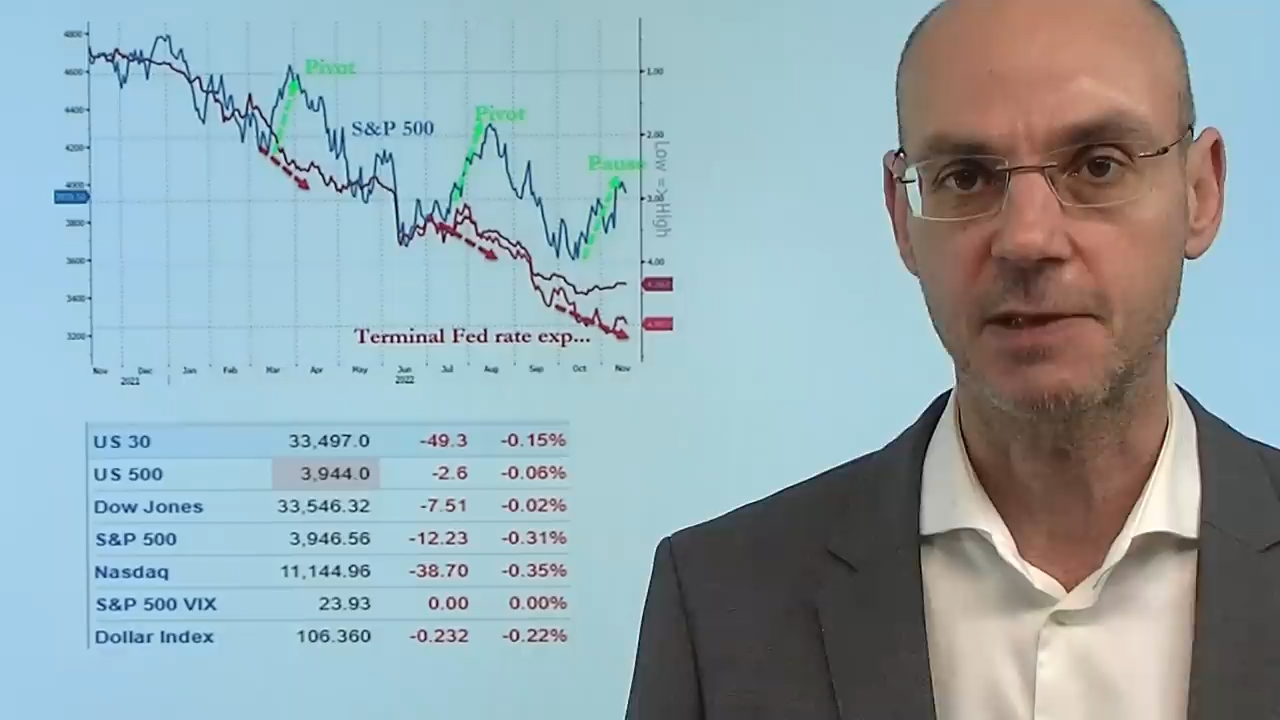 4800
4600
4400
4200
4000
3800
3600
3400
3200
Pivot
S&P 500
Pivot
Pause
1.00
2.00
3.00
4.00
Low =>High
Terminal Fed rate exp...
Nov Dec Jan Feb Mar Apr May Jun Jul Aug Sep Oct Nov
2021 2022
US 30 33,497.0 -49.3 -0.15%
US 500 3,944.0 -2.6 -0.06%
Dow Jones 33,546.32 -7.51 -0.02%
S&P 500 3,946.56 -12.23 -0.31%
Nasdaq 11,144.96 -38.70 -0.35%
S&P 500 VIX 23.93 0.00 0.00%
Dollar Index 106.360 -0.232 -0.22%